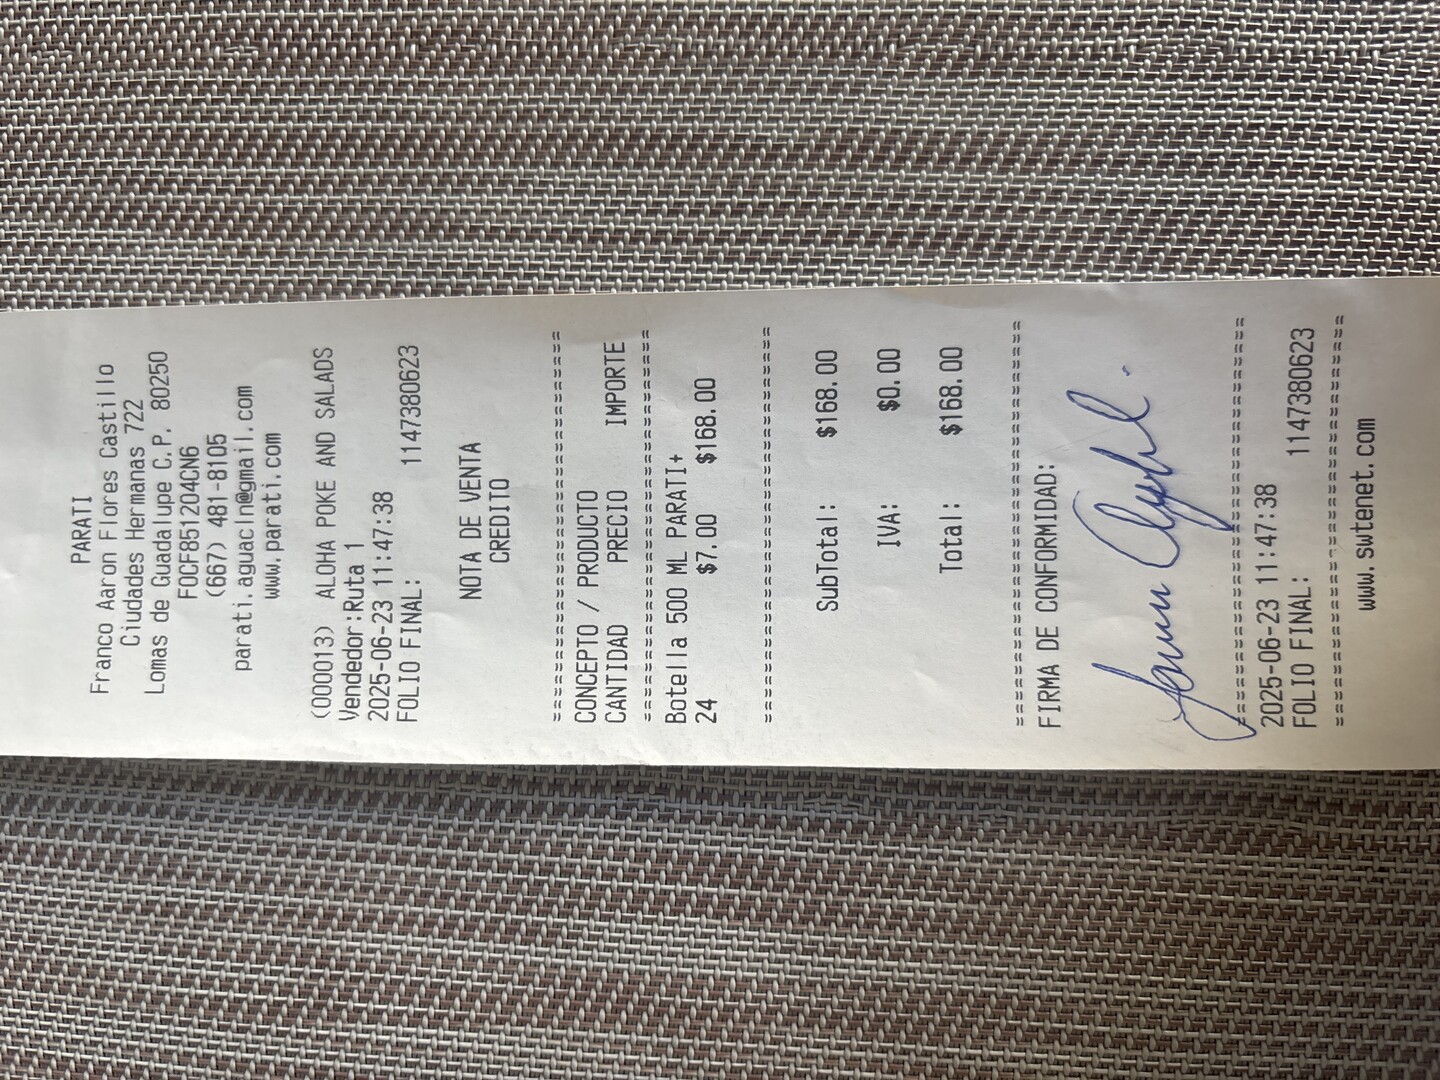 PARATI
Franco Aaron Flores Castillo
Ciudades Hermanas 722
Lomas de Guadalupe C.P. 80250
FOCF851204CN6
(667) 481-8105
parati.aguacln@gmail.com
www.parati.com
(000013) ALOHA POKE AND SALADS
Vendedor:Ruta 1
2025-06-23 11:47:38
FOLIO FINAL: 1147380623
NOTA DE VENTA
CREDITO
================================
CONCEPTO / PRODUCTO
CANTIDAD PRECIO IMPORTE
================================
Botella 500 ML PARATI+
24 $7.00 $168.00
================================
SubTotal: $168.00
IVA: $0.00
Total: $168.00
================================
FIRMA DE CONFORMIDAD:
================================
2025-06-23 11:47:38
FOLIO FINAL: 1147380623
================================
www.swtenet.com